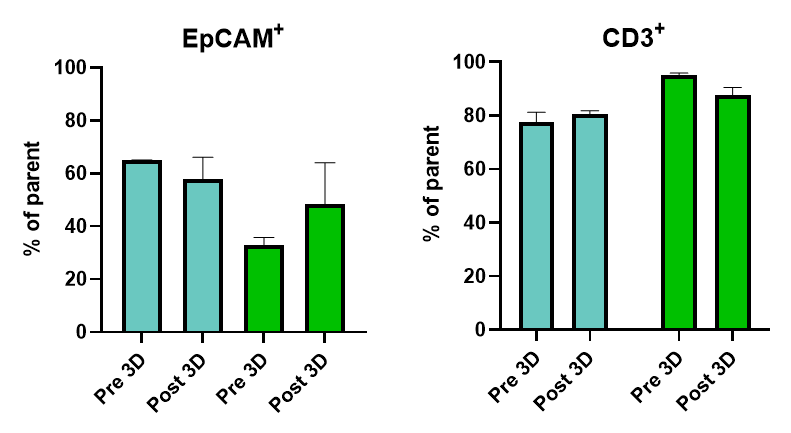 EpCAM⁺
% of parent
100
80
60
40
20
0
Pre 3D
Post 3D
Pre 3D
Post 3D
CD3⁺
% of parent
100
80
60
40
20
0
Pre 3D
Post 3D
Pre 3D
Post 3D